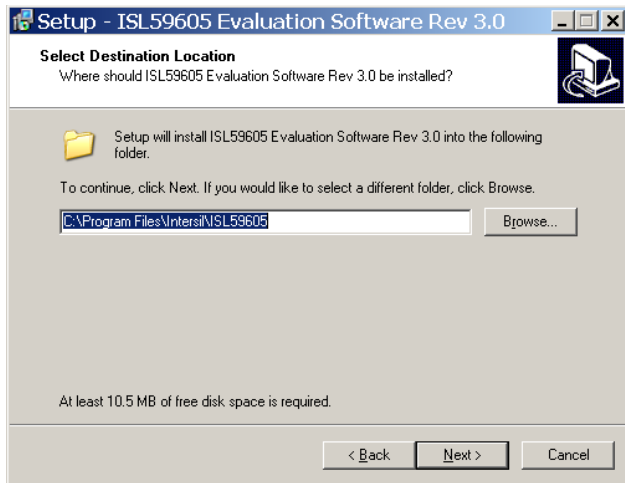 Setup - ISL59605 Evaluation Software Rev 3.0
Select Destination Location
Where should ISL59605 Evaluation Software Rev 3.0 be installed?
Setup will install ISL59605 Evaluation Software Rev 3.0 into the following
folder.
To continue, click Next. If you would like to select a different folder, click Browse.
C:\Program Files\Intersil\ISL59605
Browse...
At least 10.5 MB of free disk space is required.
< Back
Next >
Cancel